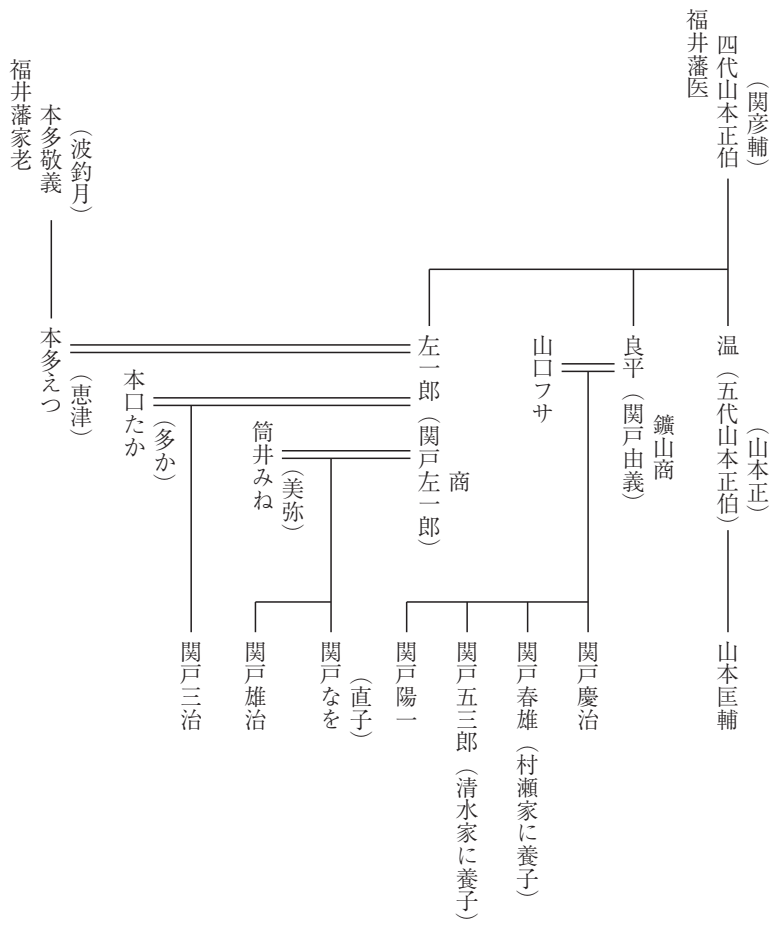 （関彦輔）
四代山本正伯
福井藩医
（山本正）
温（五代山本正伯）
山本匡輔
鑛山商
良平（関戸由義）
山口フサ
関戸慶治
関戸春雄（村瀬家に養子）
関戸五三郎（清水家に養子）
関戸陽一
商
左一郎（関戸左一郎）
（美弥）
筒井みね
（直子）
関戸なを
関戸雄治
（多か）
本口たか
関戸三治
（恵津）
本多えつ
（波釣月）
本多敬義
福井藩家老